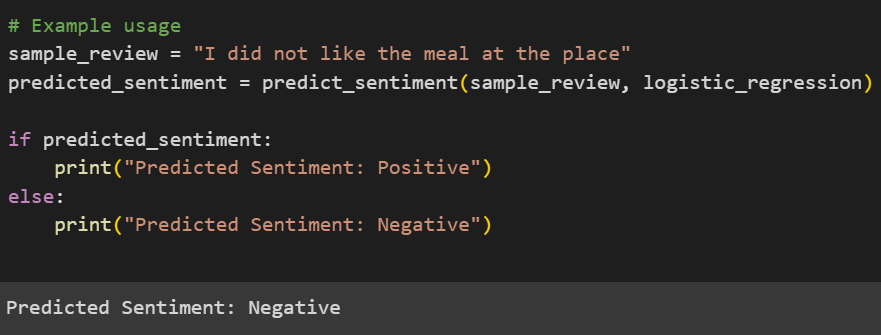 # Example usage
sample_review = "I did not like the meal at the place"
predicted_sentiment = predict_sentiment(sample_review, logistic_regression)
if predicted_sentiment:
    print("Predicted Sentiment: Positive")
else:
    print("Predicted Sentiment: Negative")
Predicted Sentiment: Negative